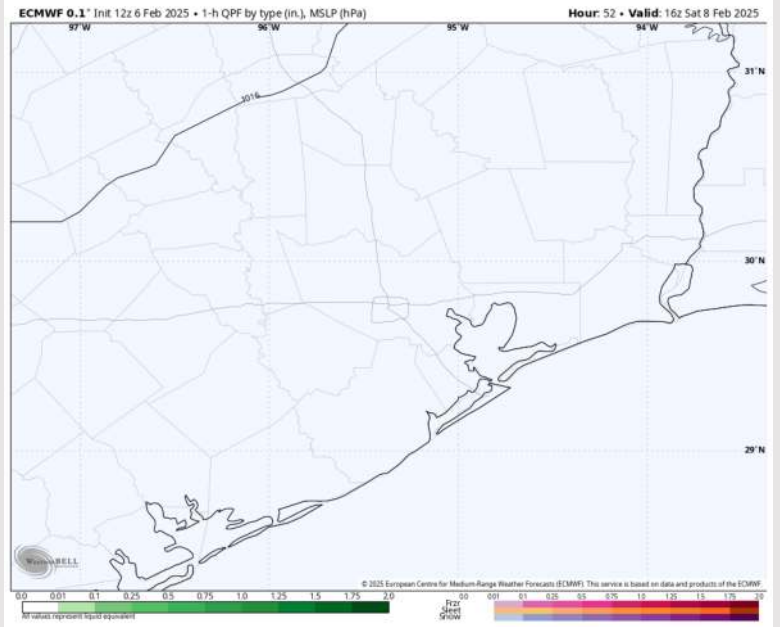 ECMWF 0.1° Init 12z 6 Feb 2025 • 1-h QPF by type (in.), MSLP (hPa) Hour: 52 • Valid: 16z Sat 8 Feb 2025
97°W 96°W 95°W 94°W
31°N
1016
30°N
29°N
WeatherBELL
© 2025 European Centre for Medium-Range Weather Forecasts (ECMWF). This service is based on data and products of the ECMWF.
0.0 0.01 0.1 0.25 0.5 0.75 1.0 1.25 1.5 1.75 2.0 0.0 0.01 0.1 0.25 0.5 0.75 1.0 1.25 1.5 1.75 2.0
Frzr
Sleet
Snow
All values represent liquid equivalent